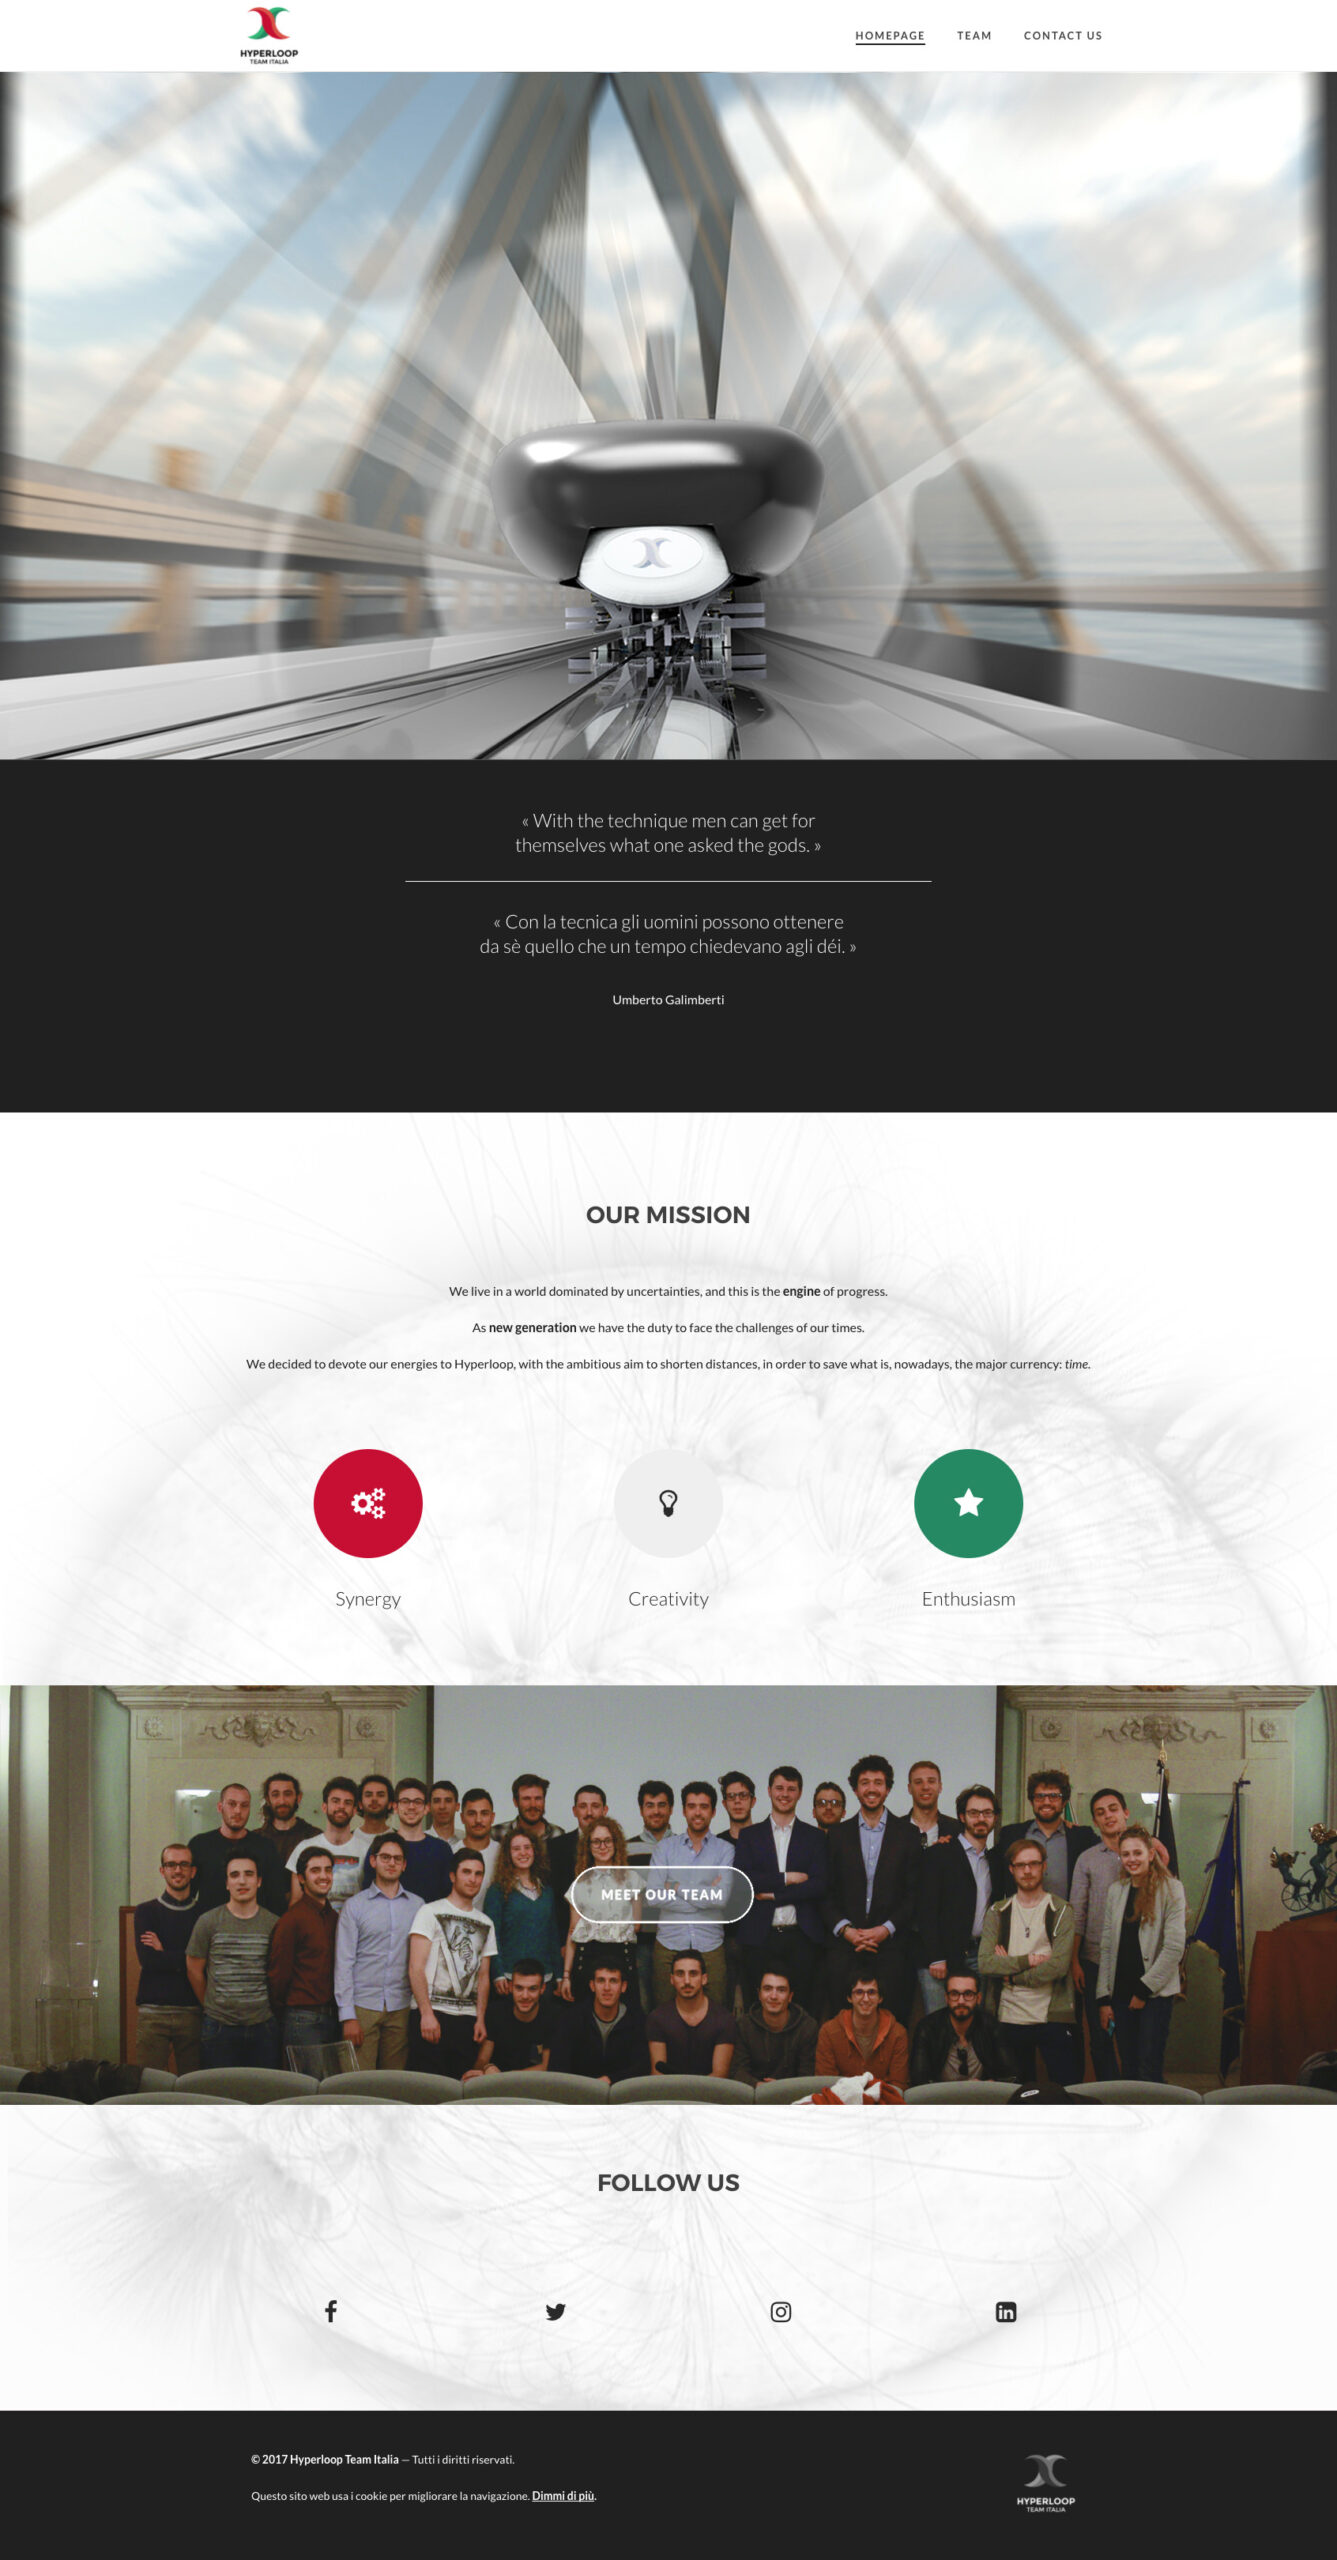 HYPERLOOP
TEAM ITALIA
HOMEPAGE
TEAM
CONTACT US
« With the technique men can get for
themselves what one asked the gods. »
« Con la tecnica gli uomini possono ottenere
da sè quello che un tempo chiedevano agli déi. »
Umberto Galimberti
OUR MISSION
We live in a world dominated by uncertainties, and this is the engine of progress.
As new generation we have the duty to face the challenges of our times.
We decided to devote our energies to Hyperloop, with the ambitious aim to shorten distances, in order to save what is, nowadays, the major currency: time.
Synergy
Creativity
Enthusiasm
MEET OUR TEAM
FOLLOW US
© 2017 Hyperloop Team Italia — Tutti i diritti riservati.
Questo sito web usa i cookie per migliorare la navigazione. Dimmi di più.
HYPERLOOP
TEAM ITALIA